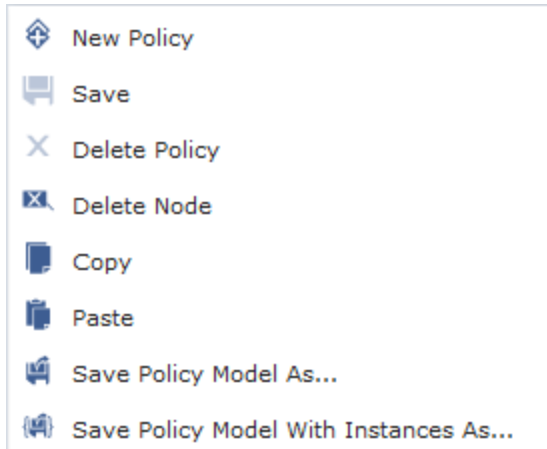 New Policy
Save
Delete Policy
Delete Node
Copy
Paste
Save Policy Model As...
Save Policy Model With Instances As...